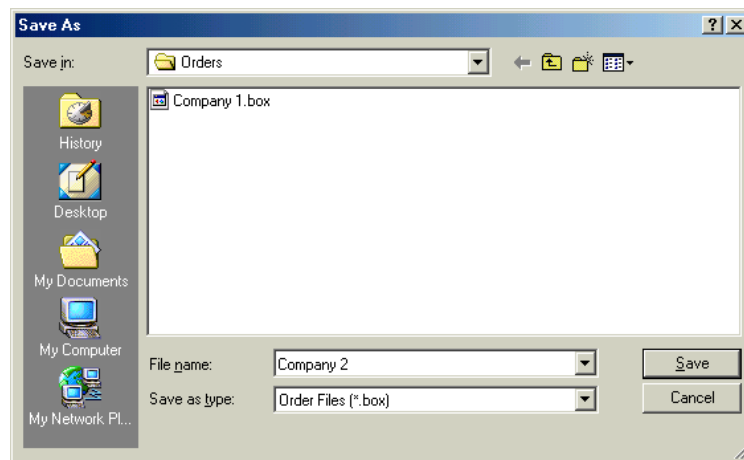 Save As
Save in:
Orders
Company 1.box
History
Desktop
My Documents
My Computer
My Network Pl...
File name:
Company 2
Save
Save as type:
Order Files (*.box)
Cancel